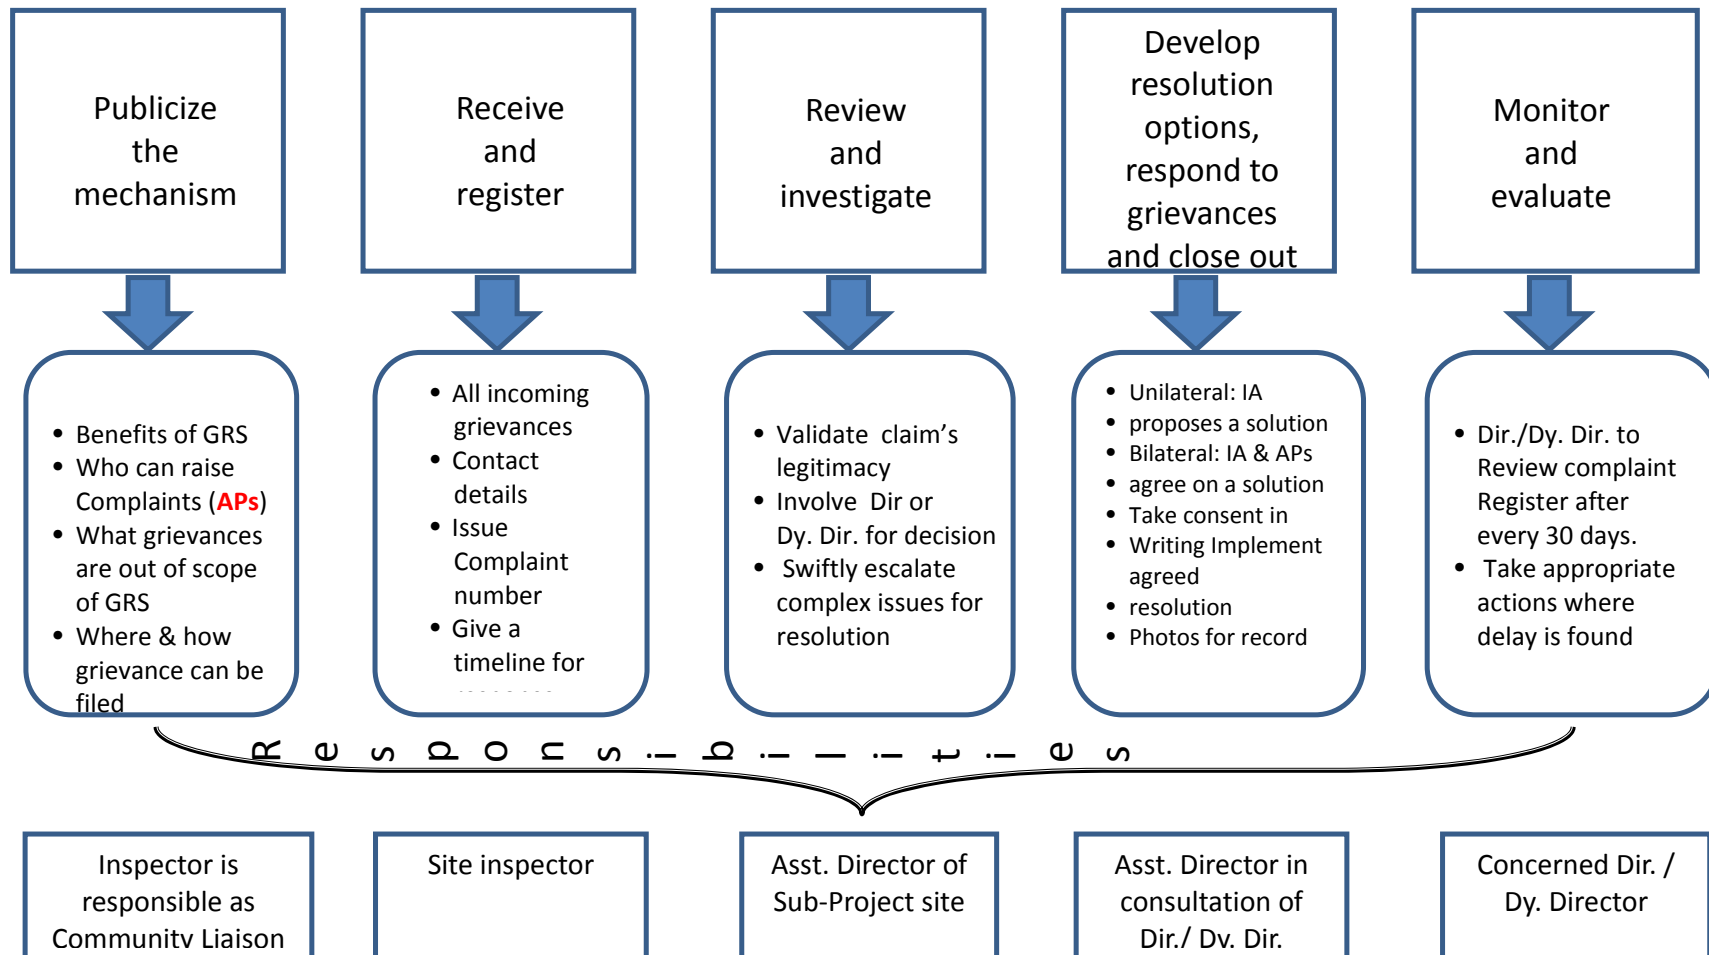 Publicize
the
mechanism
Receive
and
register
Review
and
investigate
Develop
resolution
options,
respond to
grievances
and close out
Monitor
and
evaluate
• Benefits of GRS
• Who can raise
Complaints (APs)
• What grievances
are out of scope
of GRS
• Where & how
grievance can be
filed
• All incoming
grievances
• Contact
details
• Issue
Complaint
number
• Give a
timeline for
• Validate claim's
legitimacy
• Involve Dir or
Dy. Dir. for decision
• Swiftly escalate
complex issues for
resolution
• Unilateral: IA
• proposes a solution
• Bilateral: IA & APs
• agree on a solution
• Take consent in
• Writing Implement
agreed
• resolution
• Photos for record
• Dir./Dy. Dir. to
Review complaint
Register after
every 30 days.
• Take appropriate
actions where
delay is found
Responsibilities
Inspector is
responsible as
Community Liaison
Site inspector
Asst. Director of
Sub-Project site
Asst. Director in
consultation of
Dir./ Dy. Dir.
Concerned Dir. /
Dy. Director